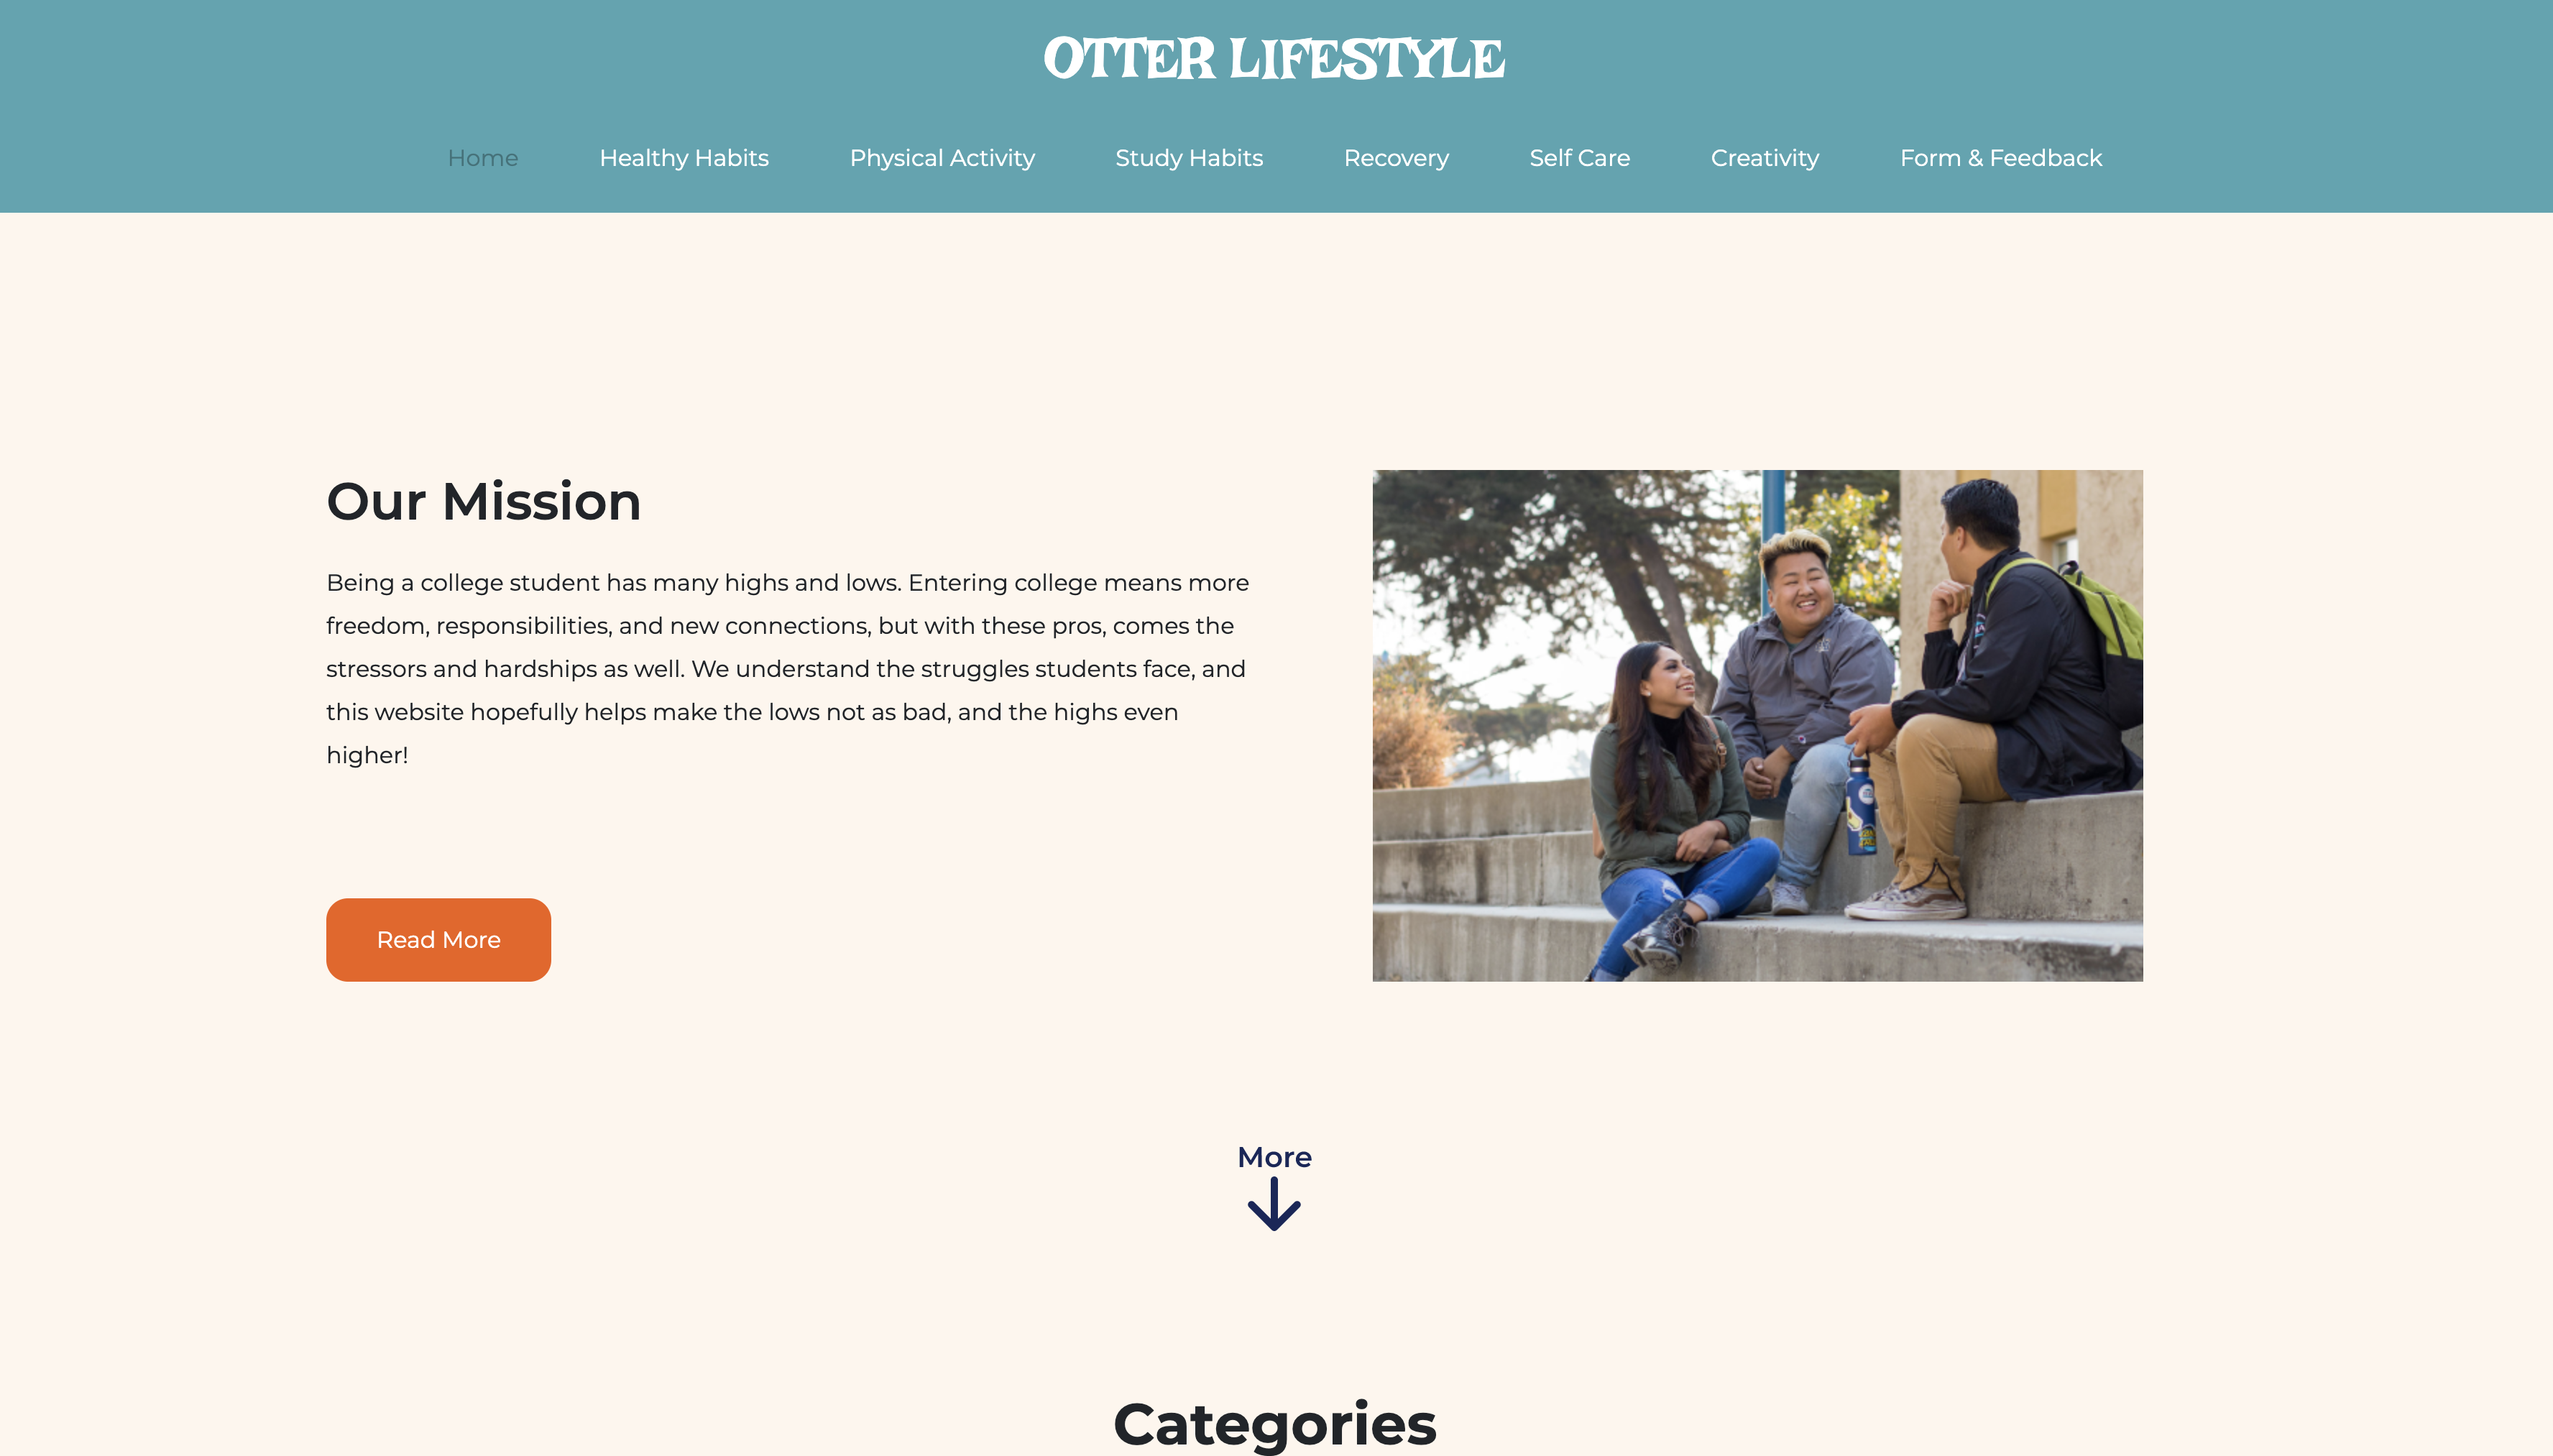 OTTER LIFESTYLE
Home Healthy Habits Physical Activity Study Habits Recovery Self Care Creativity Form & Feedback
Our Mission
Being a college student has many highs and lows. Entering college means more
freedom, responsibilities, and new connections, but with these pros, comes the
stressors and hardships as well. We understand the struggles students face, and
this website hopefully helps make the lows not as bad, and the highs even
higher!
Read More
More
Categories